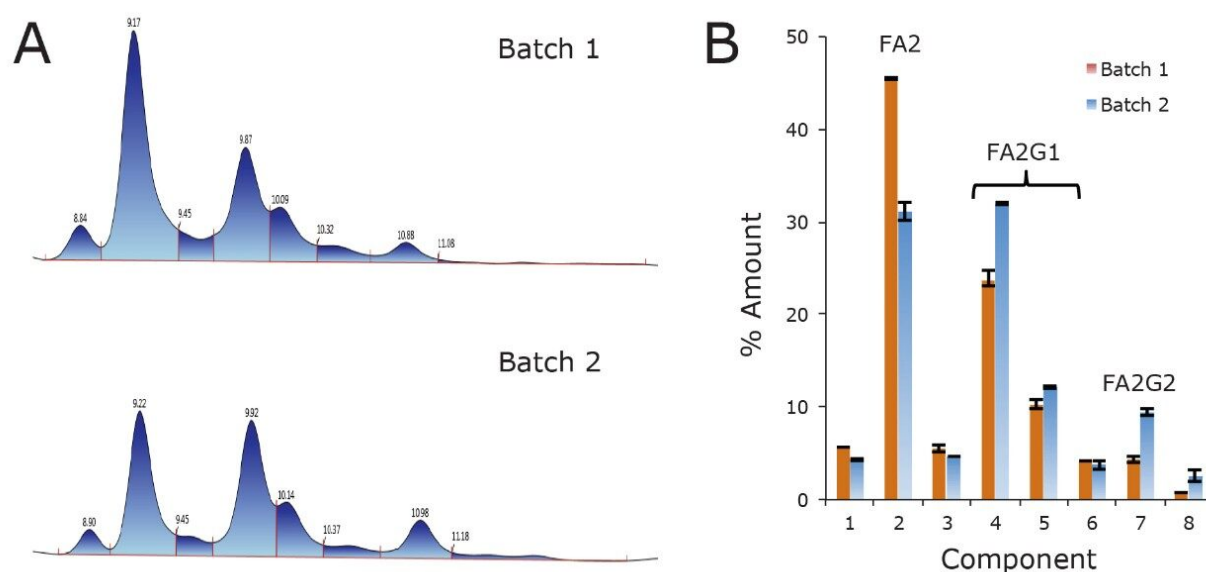 A
Batch 1
9.17
8.84
9.45
9.87
10.09
10.32
10.88
11.08
Batch 2
9.22
8.90
9.45
9.92
10.14
10.37
10.98
11.18
B
Batch 1
Batch 2
FA2
FA2G1
FA2G2
% Amount
50
40
30
20
10
0
1 2 3 4 5 6 7 8
Component